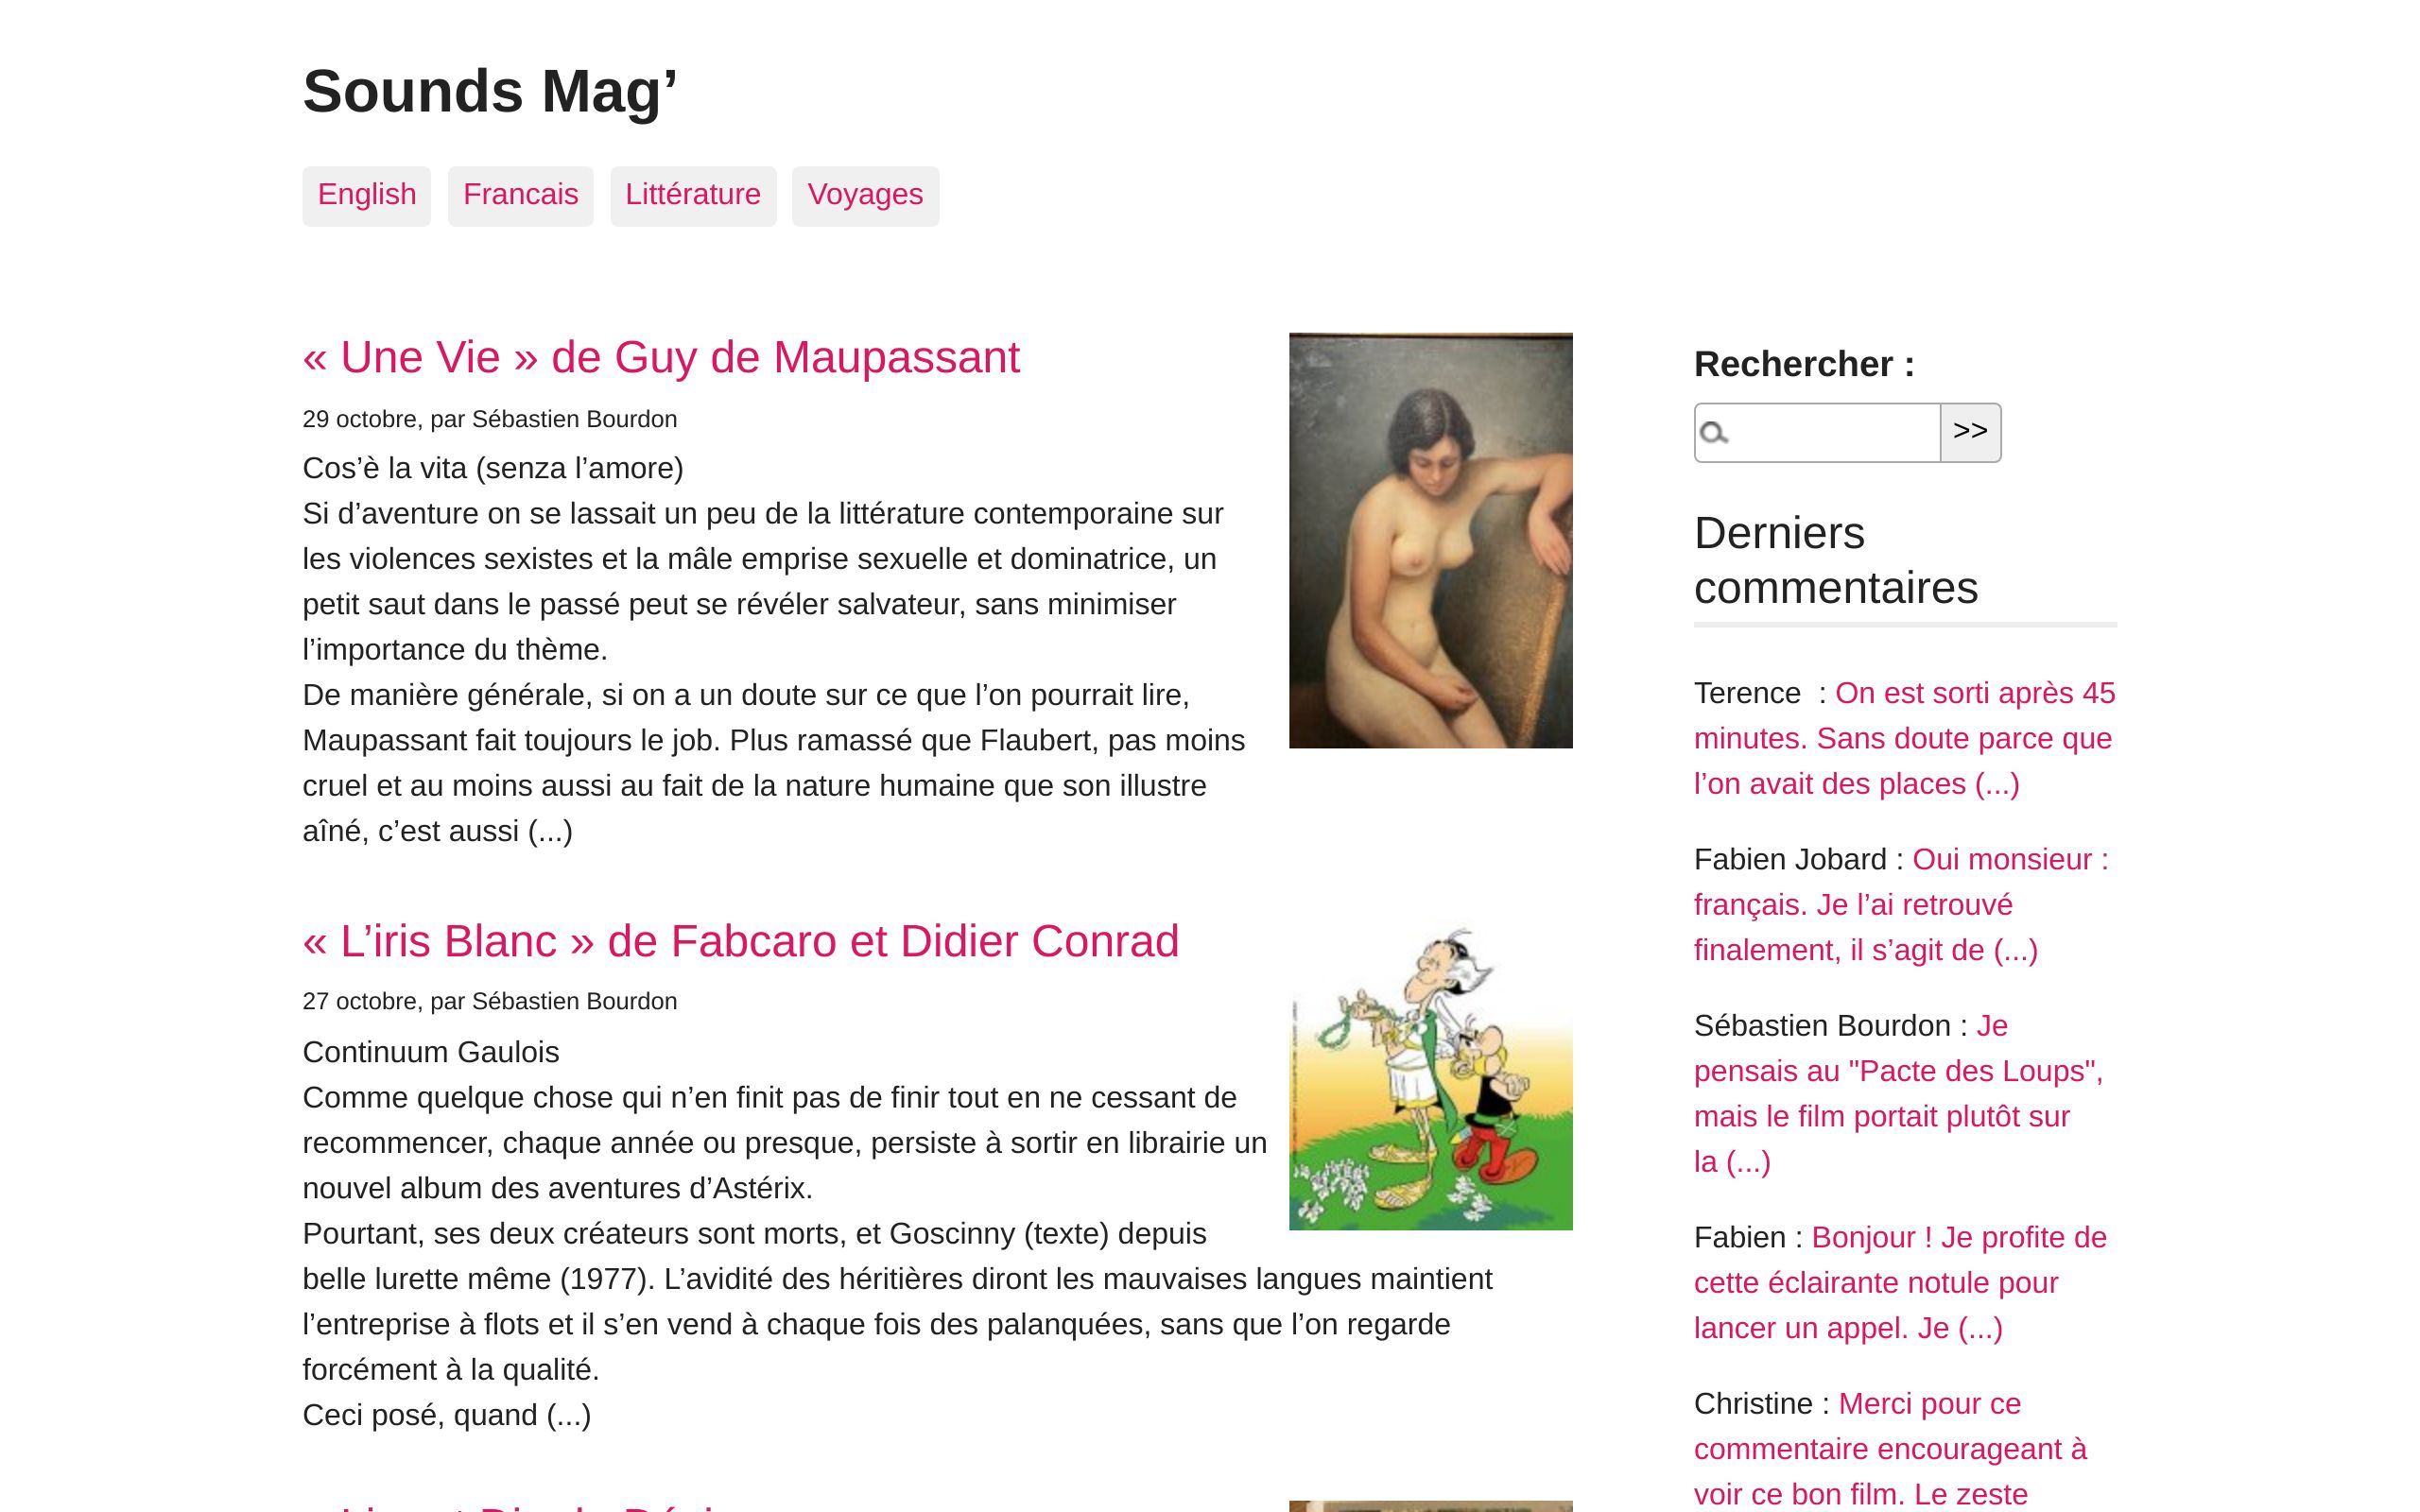 Sounds Mag’
English Francais Littérature Voyages
« Une Vie » de Guy de Maupassant
29 octobre, par Sébastien Bourdon
Cos’è la vita (senza l’amore)
Si d’aventure on se lassait un peu de la littérature contemporaine sur
les violences sexistes et la mâle emprise sexuelle et dominatrice, un
petit saut dans le passé peut se révéler salvateur, sans minimiser
l’importance du thème.
De manière générale, si on a un doute sur ce que l’on pourrait lire,
Maupassant fait toujours le job. Plus ramassé que Flaubert, pas moins
cruel et au moins aussi au fait de la nature humaine que son illustre
aîné, c’est aussi (...)
« L’iris Blanc » de Fabcaro et Didier Conrad
27 octobre, par Sébastien Bourdon
Continuum Gaulois
Comme quelque chose qui n’en finit pas de finir tout en ne cessant de
recommencer, chaque année ou presque, persiste à sortir en librairie un
nouvel album des aventures d’Astérix.
Pourtant, ses deux créateurs sont morts, et Goscinny (texte) depuis
belle lurette même (1977). L’avidité des héritières diront les mauvaises langues maintient
l’entreprise à flots et il s’en vend à chaque fois des palanquées, sans que l’on regarde
forcément à la qualité.
Ceci posé, quand (...)
Rechercher :
>>
Derniers
commentaires
Terence  : On est sorti après 45
minutes. Sans doute parce que
l’on avait des places (...)
Fabien Jobard : Oui monsieur :
français. Je l’ai retrouvé
finalement, il s’agit de (...)
Sébastien Bourdon : Je
pensais au "Pacte des Loups",
mais le film portait plutôt sur
la (...)
Fabien : Bonjour ! Je profite de
cette éclairante notule pour
lancer un appel. Je (...)
Christine : Merci pour ce
commentaire encourageant à
voir ce bon film. Le zeste